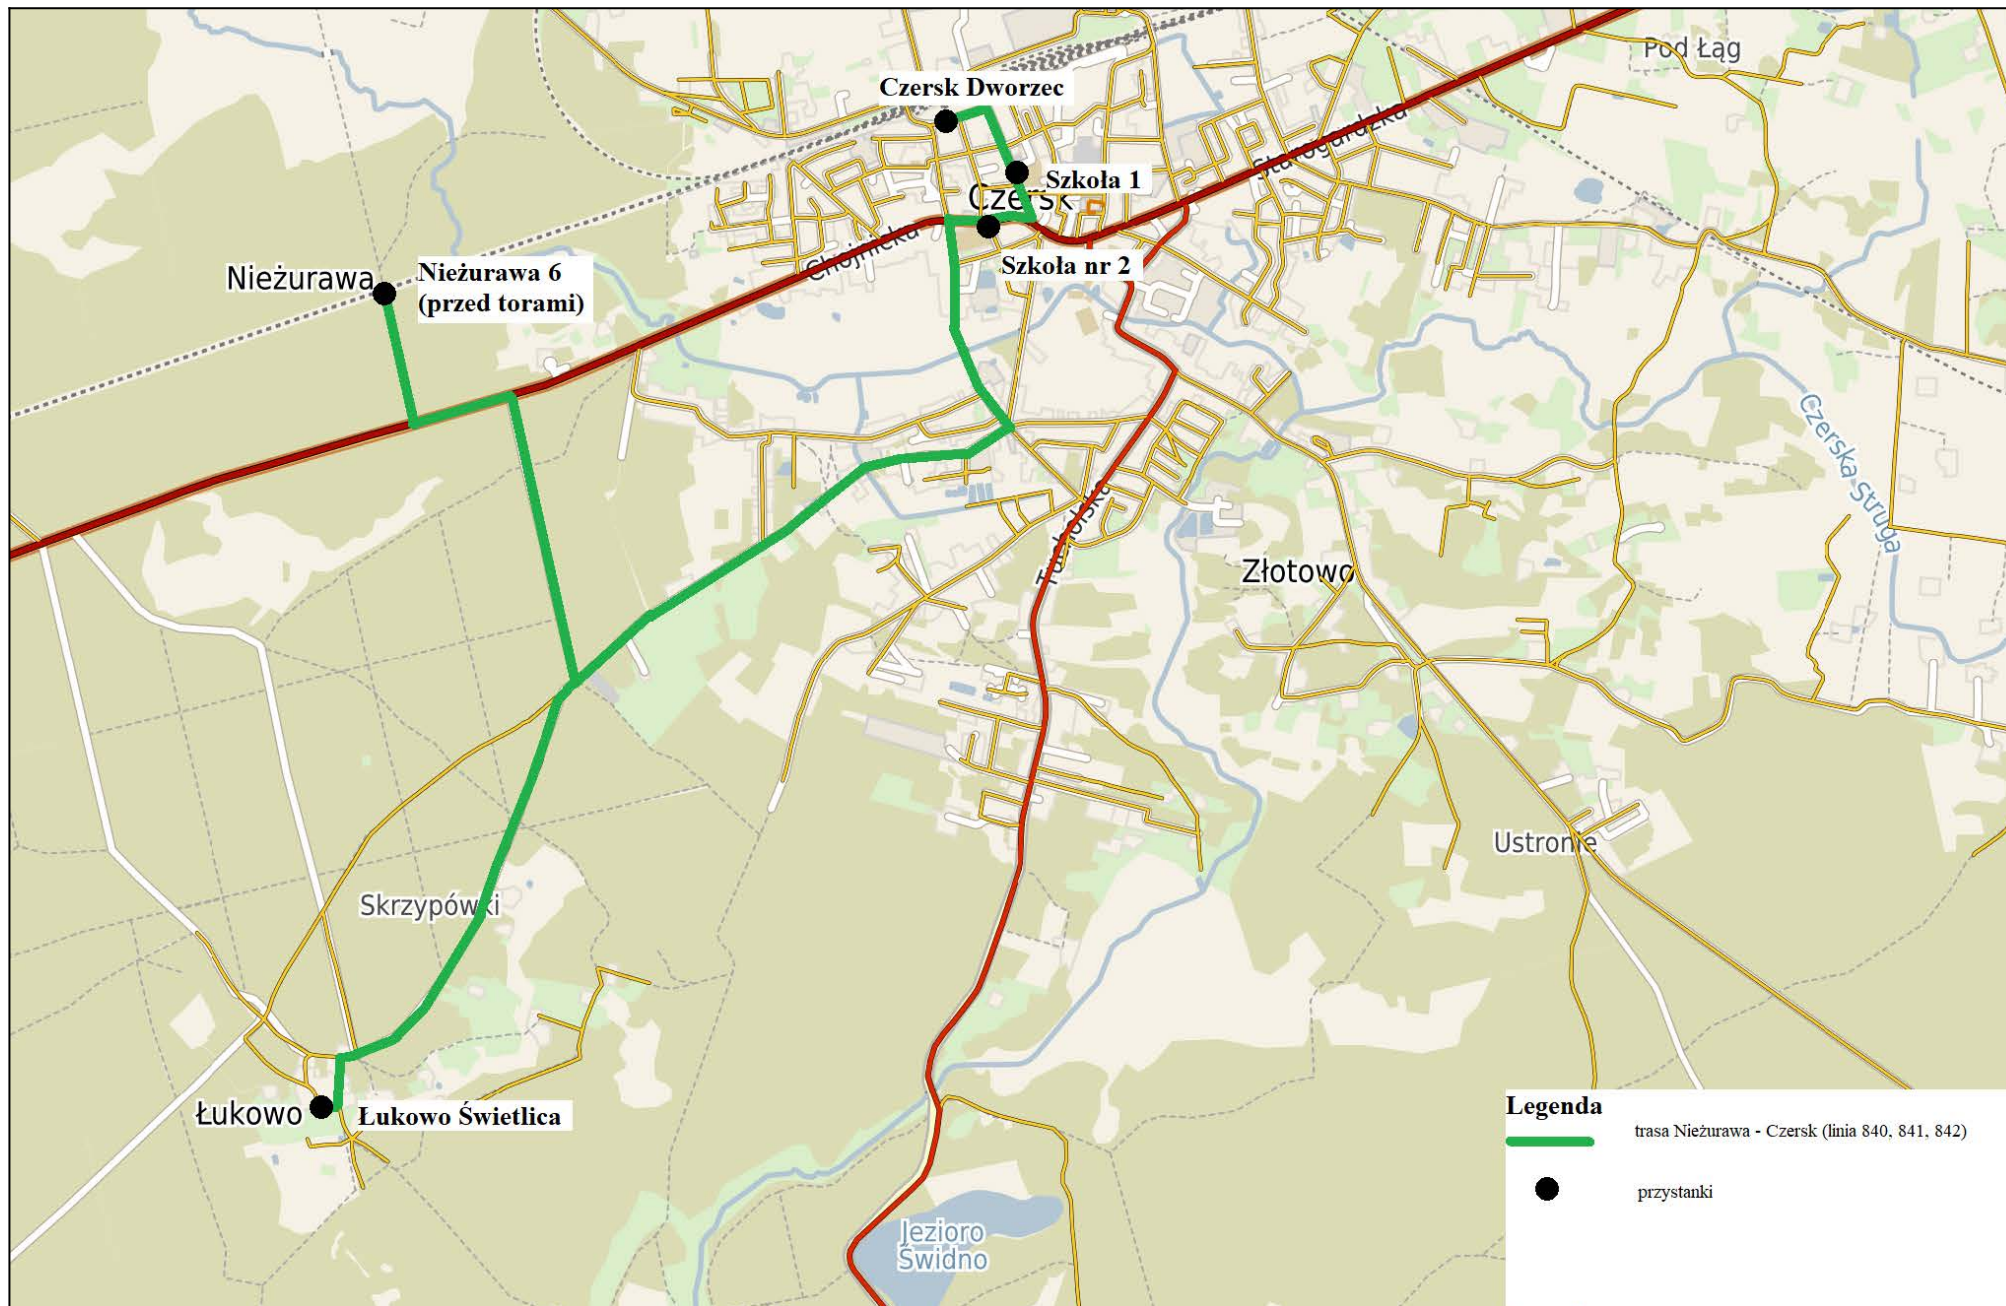 Pod Łąg
Czersk Dworzec
Starogardzka
Szkoła 1
Czersk
Chojnicka
Szkoła nr 2
Nieżurawa
Nieżurawa 6
(przed torami)
Czerska Struga
Tucholska
Złotowo
Ustronie
Skrzypówki
Łukowo
Łukowo Świetlica
Legenda
trasa Nieżurawa - Czersk (linia 840, 841, 842)
przystanki
Jezioro
Świdno